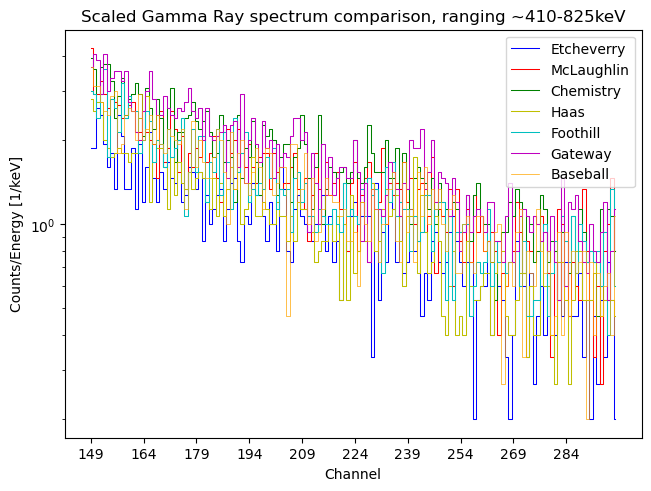 Scaled Gamma Ray spectrum comparison, ranging ~410-825keV
Etcheverry
McLaughlin
Chemistry
Haas
Foothill
Gateway
Baseball
Counts/Energy [1/keV]
10⁰
149 164 179 194 209 224 239 254 269 284
Channel